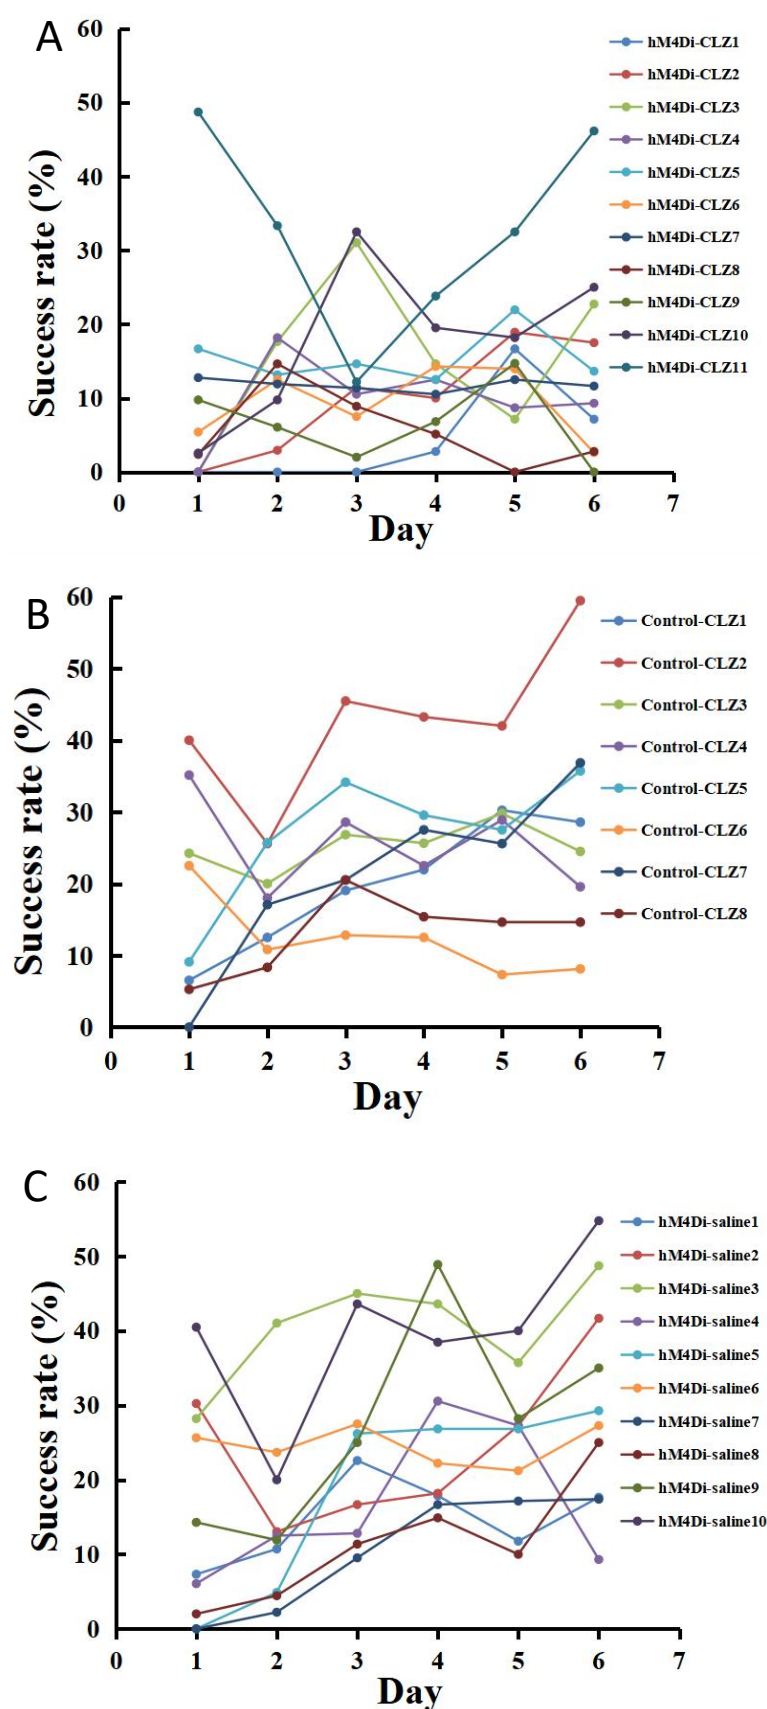 A
60
50
40
30
20
10
0
Success rate (%)
0 1 2 3 4 5 6 7
Day
hM4Di-CLZ1
hM4Di-CLZ2
hM4Di-CLZ3
hM4Di-CLZ4
hM4Di-CLZ5
hM4Di-CLZ6
hM4Di-CLZ7
hM4Di-CLZ8
hM4Di-CLZ9
hM4Di-CLZ10
hM4Di-CLZ11
B
60
50
40
30
20
10
0
Success rate (%)
0 1 2 3 4 5 6 7
Day
Control-CLZ1
Control-CLZ2
Control-CLZ3
Control-CLZ4
Control-CLZ5
Control-CLZ6
Control-CLZ7
Control-CLZ8
C
60
50
40
30
20
10
0
Success rate (%)
0 1 2 3 4 5 6 7
Day
hM4Di-saline1
hM4Di-saline2
hM4Di-saline3
hM4Di-saline4
hM4Di-saline5
hM4Di-saline6
hM4Di-saline7
hM4Di-saline8
hM4Di-saline9
hM4Di-saline10